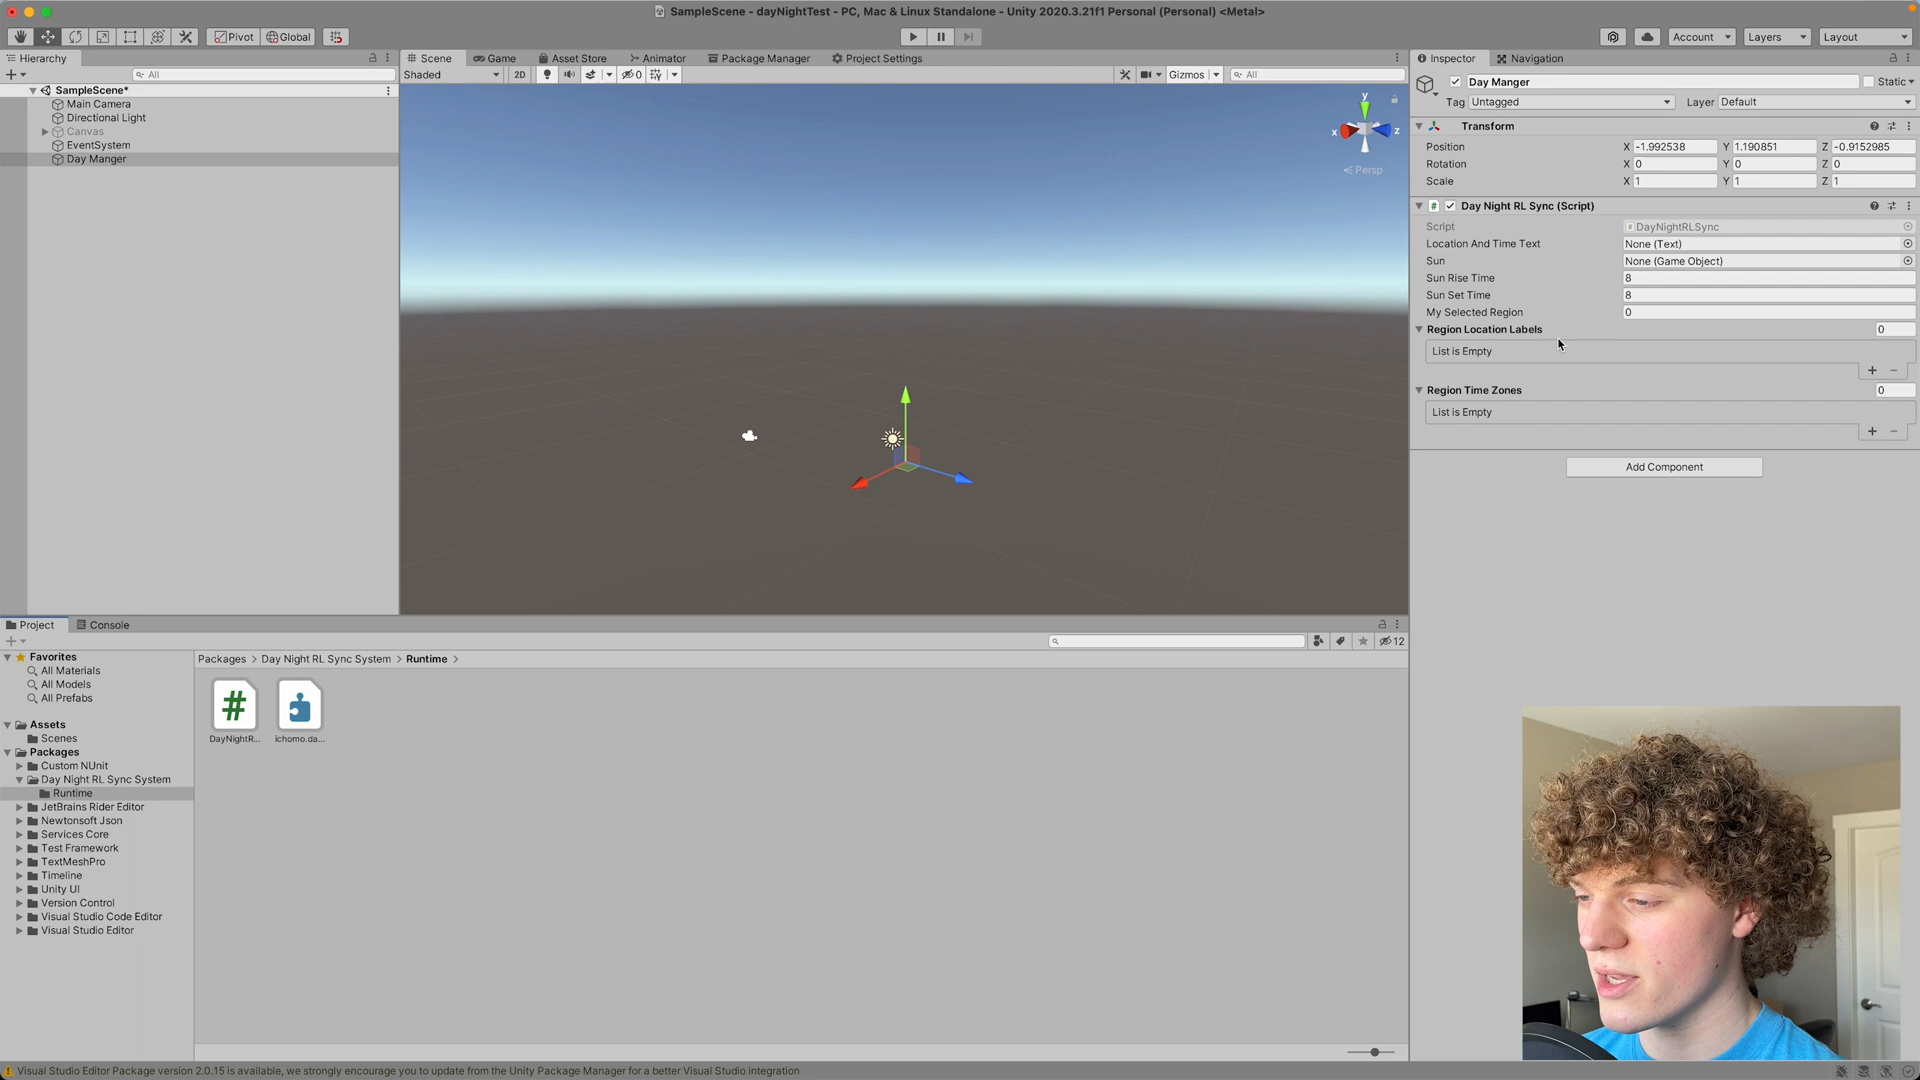 SampleScene - dayNightTest - PC, Mac & Linux Standalone - Unity 2020.3.21f1 Personal (Personal) <Metal>
Pivot
Global
Account
Layers
Layout
Hierarchy
Scene
Game
Asset Store
Animator
Package Manager
Project Settings
Inspector
Navigation
All
Shaded
2D
0
Gizmos
All
SampleScene*
Main Camera
Directional Light
Canvas
EventSystem
Day Manger
y
x
z
Persp
Day Manger
Static
Tag Untagged
Layer Default
Transform
Position X -1.992538 Y 1.190851 Z -0.9152985
Rotation X 0 Y 0 Z 0
Scale X 1 Y 1 Z 1
# Day Night RL Sync (Script)
Script DayNightRLSync
Location And Time Text None (Text)
Sun None (Game Object)
Sun Rise Time 8
Sun Set Time 8
My Selected Region 0
Region Location Labels 0
List is Empty
+ −
Region Time Zones 0
List is Empty
+ −
Add Component
Project
Console
12
Favorites
All Materials
All Models
All Prefabs
Assets
Scenes
Packages
Custom NUnit
Day Night RL Sync System
Runtime
JetBrains Rider Editor
Newtonsoft Json
Services Core
Test Framework
TextMeshPro
Timeline
Unity UI
Version Control
Visual Studio Code Editor
Visual Studio Editor
Packages > Day Night RL Sync System > Runtime >
#
DayNightR...
ichomo.da...
Visual Studio Editor Package version 2.0.15 is available, we strongly encourage you to update from the Unity Package Manager for a better Visual Studio integration